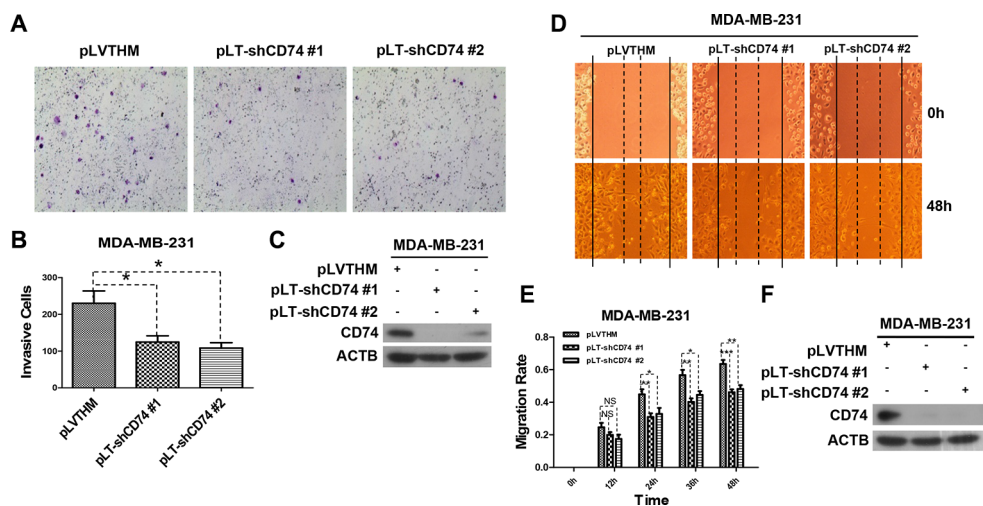 A
pLVTHM pLT-shCD74 #1 pLT-shCD74 #2
B
MDA-MB-231
* *
Invasive Cells
300
200
100
0
pLVTHM
pLT-shCD74 #1
pLT-shCD74 #2
C
MDA-MB-231
pLVTHM + - -
pLT-shCD74 #1 - + -
pLT-shCD74 #2 - - +
CD74
ACTB
D
MDA-MB-231
pLVTHM pLT-shCD74 #1 pLT-shCD74 #2
0h
48h
E
MDA-MB-231
pLVTHM
pLT-shCD74 #1
pLT-shCD74 #2
Migration Rate
0.8
0.6
0.4
0.2
0.0
NS
NS
*
**
*
**
**
***
0h 12h 24h 36h 48h
Time
F
MDA-MB-231
pLVTHM + - -
pLT-shCD74 #1 - + -
pLT-shCD74 #2 - - +
CD74
ACTB